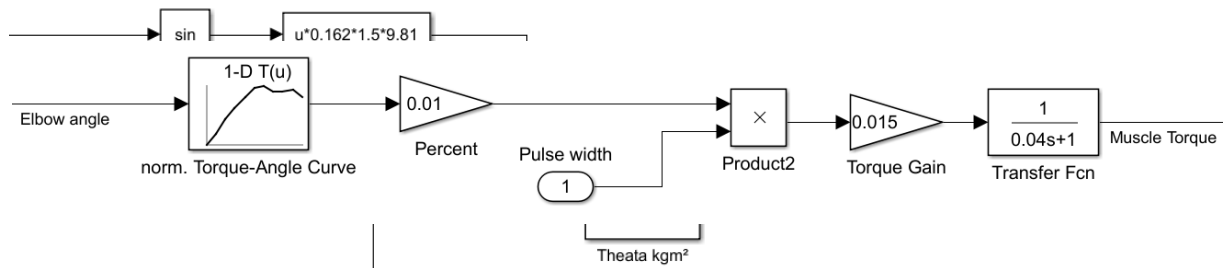 sin
u*0.162*1.5*9.81
1-D T(u)
Elbow angle
norm. Torque-Angle Curve
0.01
Percent
Pulse width
1
×
Product2
0.015
Torque Gain
1
0.04s+1
Transfer Fcn
Muscle Torque
Theata kgm²